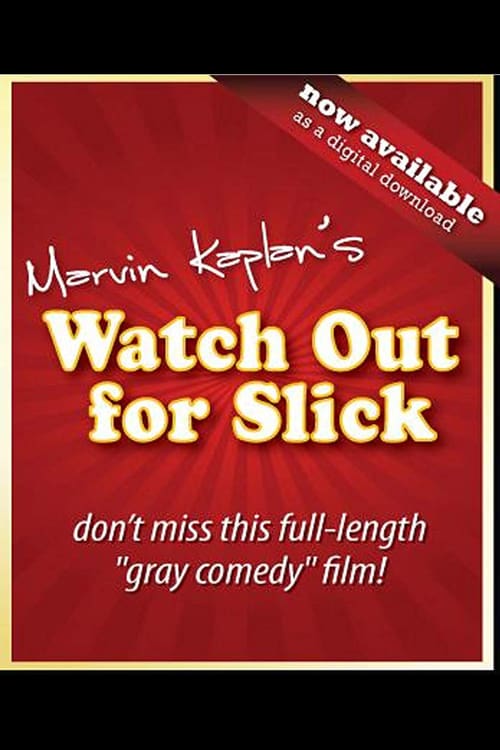 now available
as a digital download
Marvin Kaplan's
Watch Out
for Slick
don't miss this full-length
"gray comedy" film!